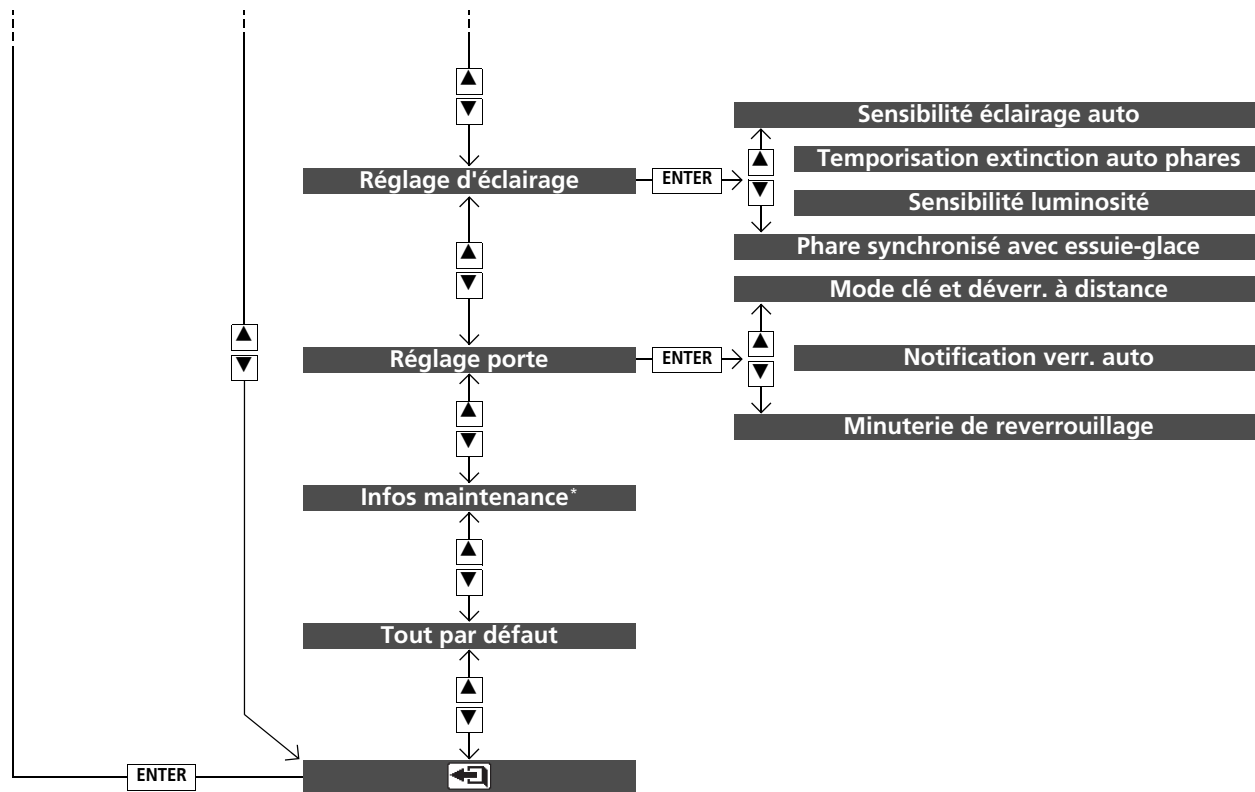 Sensibilité éclairage auto
Temporisation extinction auto phares
Réglage d'éclairage
ENTER
Sensibilité luminosité
Phare synchronisé avec essuie-glace
Mode clé et déverr. à distance
Réglage porte
ENTER
Notification verr. auto
Minuterie de reverrouillage
Infos maintenance*
Tout par défaut
ENTER